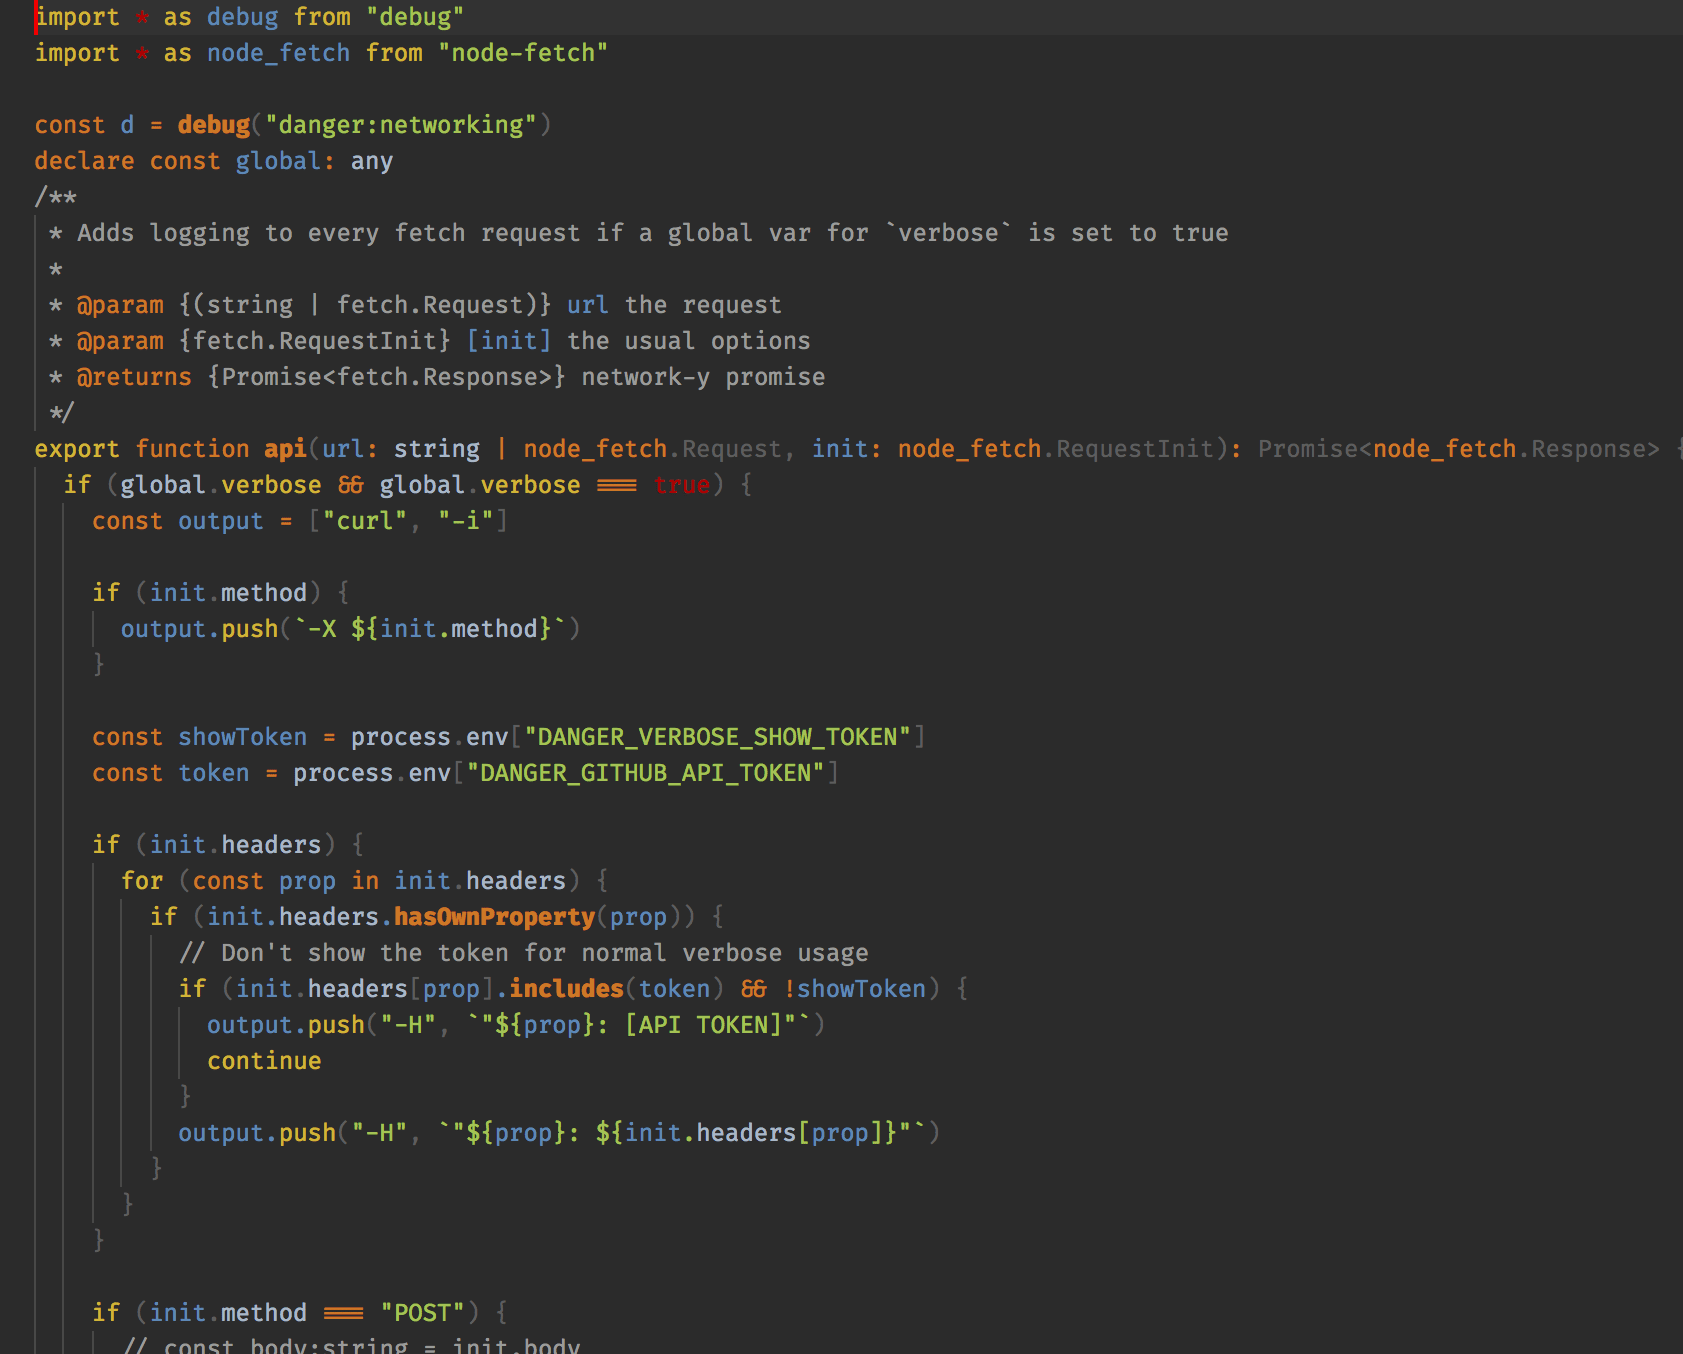 import * as debug from "debug"
import * as node_fetch from "node-fetch"

const d = debug("danger:networking")
declare const global: any
/**
 * Adds logging to every fetch request if a global var for `verbose` is set to true
 *
 * @param {(string | fetch.Request)} url the request
 * @param {fetch.RequestInit} [init] the usual options
 * @returns {Promise<fetch.Response>} network-y promise
 */
export function api(url: string | node_fetch.Request, init: node_fetch.RequestInit): Promise<node_fetch.Response> {
  if (global.verbose && global.verbose === true) {
    const output = ["curl", "-i"]

    if (init.method) {
      output.push(`-X ${init.method}`)
    }

    const showToken = process.env["DANGER_VERBOSE_SHOW_TOKEN"]
    const token = process.env["DANGER_GITHUB_API_TOKEN"]

    if (init.headers) {
      for (const prop in init.headers) {
        if (init.headers.hasOwnProperty(prop)) {
          // Don't show the token for normal verbose usage
          if (init.headers[prop].includes(token) && !showToken) {
            output.push("-H", `"${prop}: [API TOKEN]"`)
            continue
          }
          output.push("-H", `"${prop}: ${init.headers[prop]}"`)
        }
      }
    }

    if (init.method === "POST") {
      // const body:string = init.body